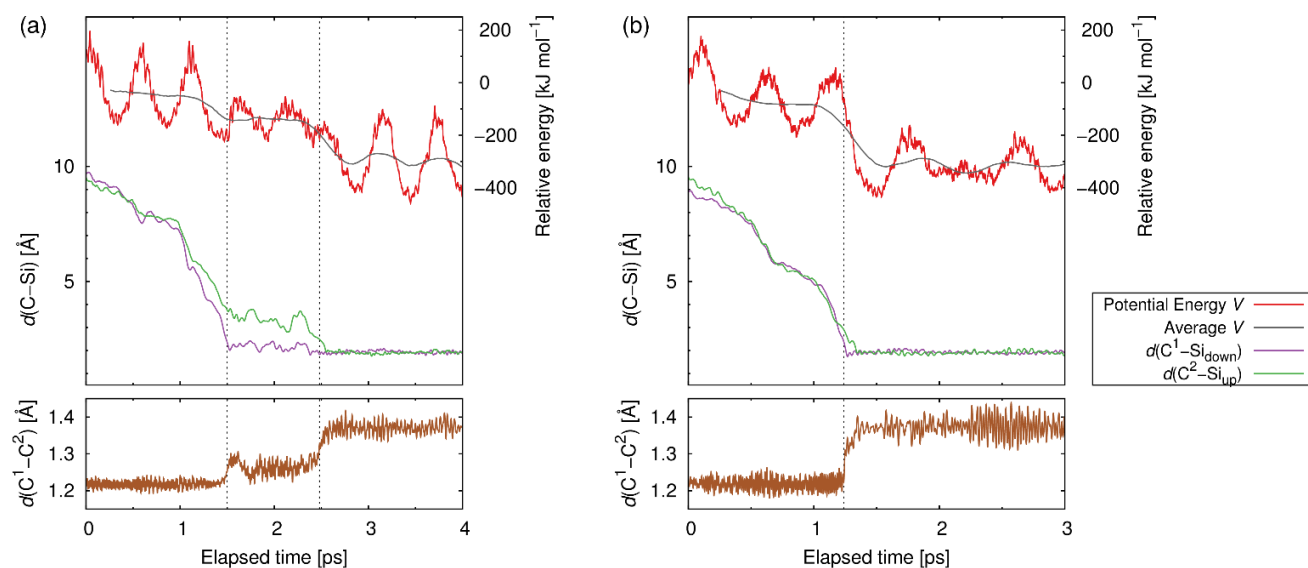 (a)
d(C–Si) [Å]
10
5
Relative energy [kJ mol⁻¹]
200
0
−200
−400
d(C¹–C²) [Å]
1.4
1.3
1.2
0 1 2 3 4
Elapsed time [ps]
(b)
d(C–Si) [Å]
10
5
Relative energy [kJ mol⁻¹]
200
0
−200
−400
d(C¹–C²) [Å]
1.4
1.3
1.2
0 1 2 3
Elapsed time [ps]
Potential Energy V
Average V
d(C¹–Si_down)
d(C²–Si_up)